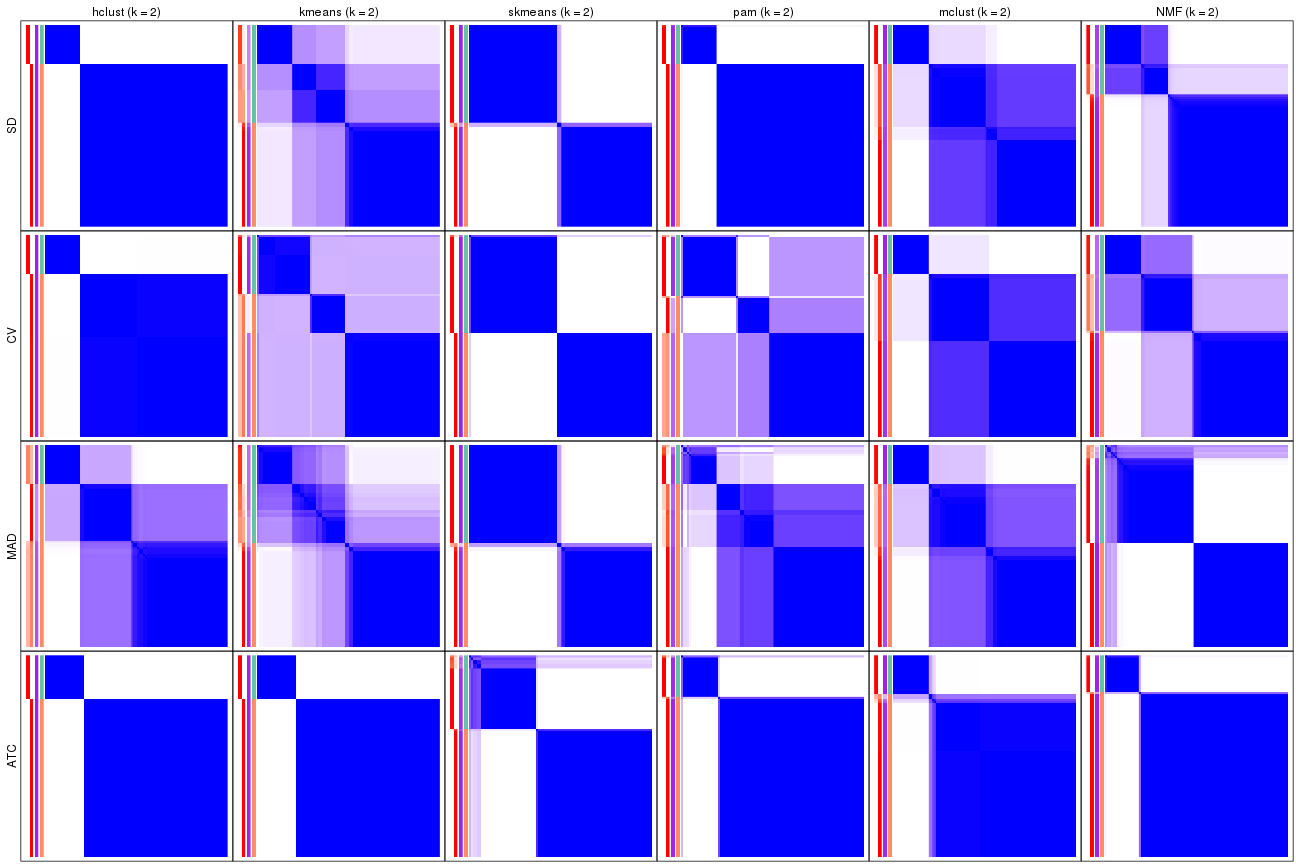 hclust (k = 2) kmeans (k = 2) skmeans (k = 2) pam (k = 2) mclust (k = 2) NMF (k = 2)
SD
CV
MAD
ATC